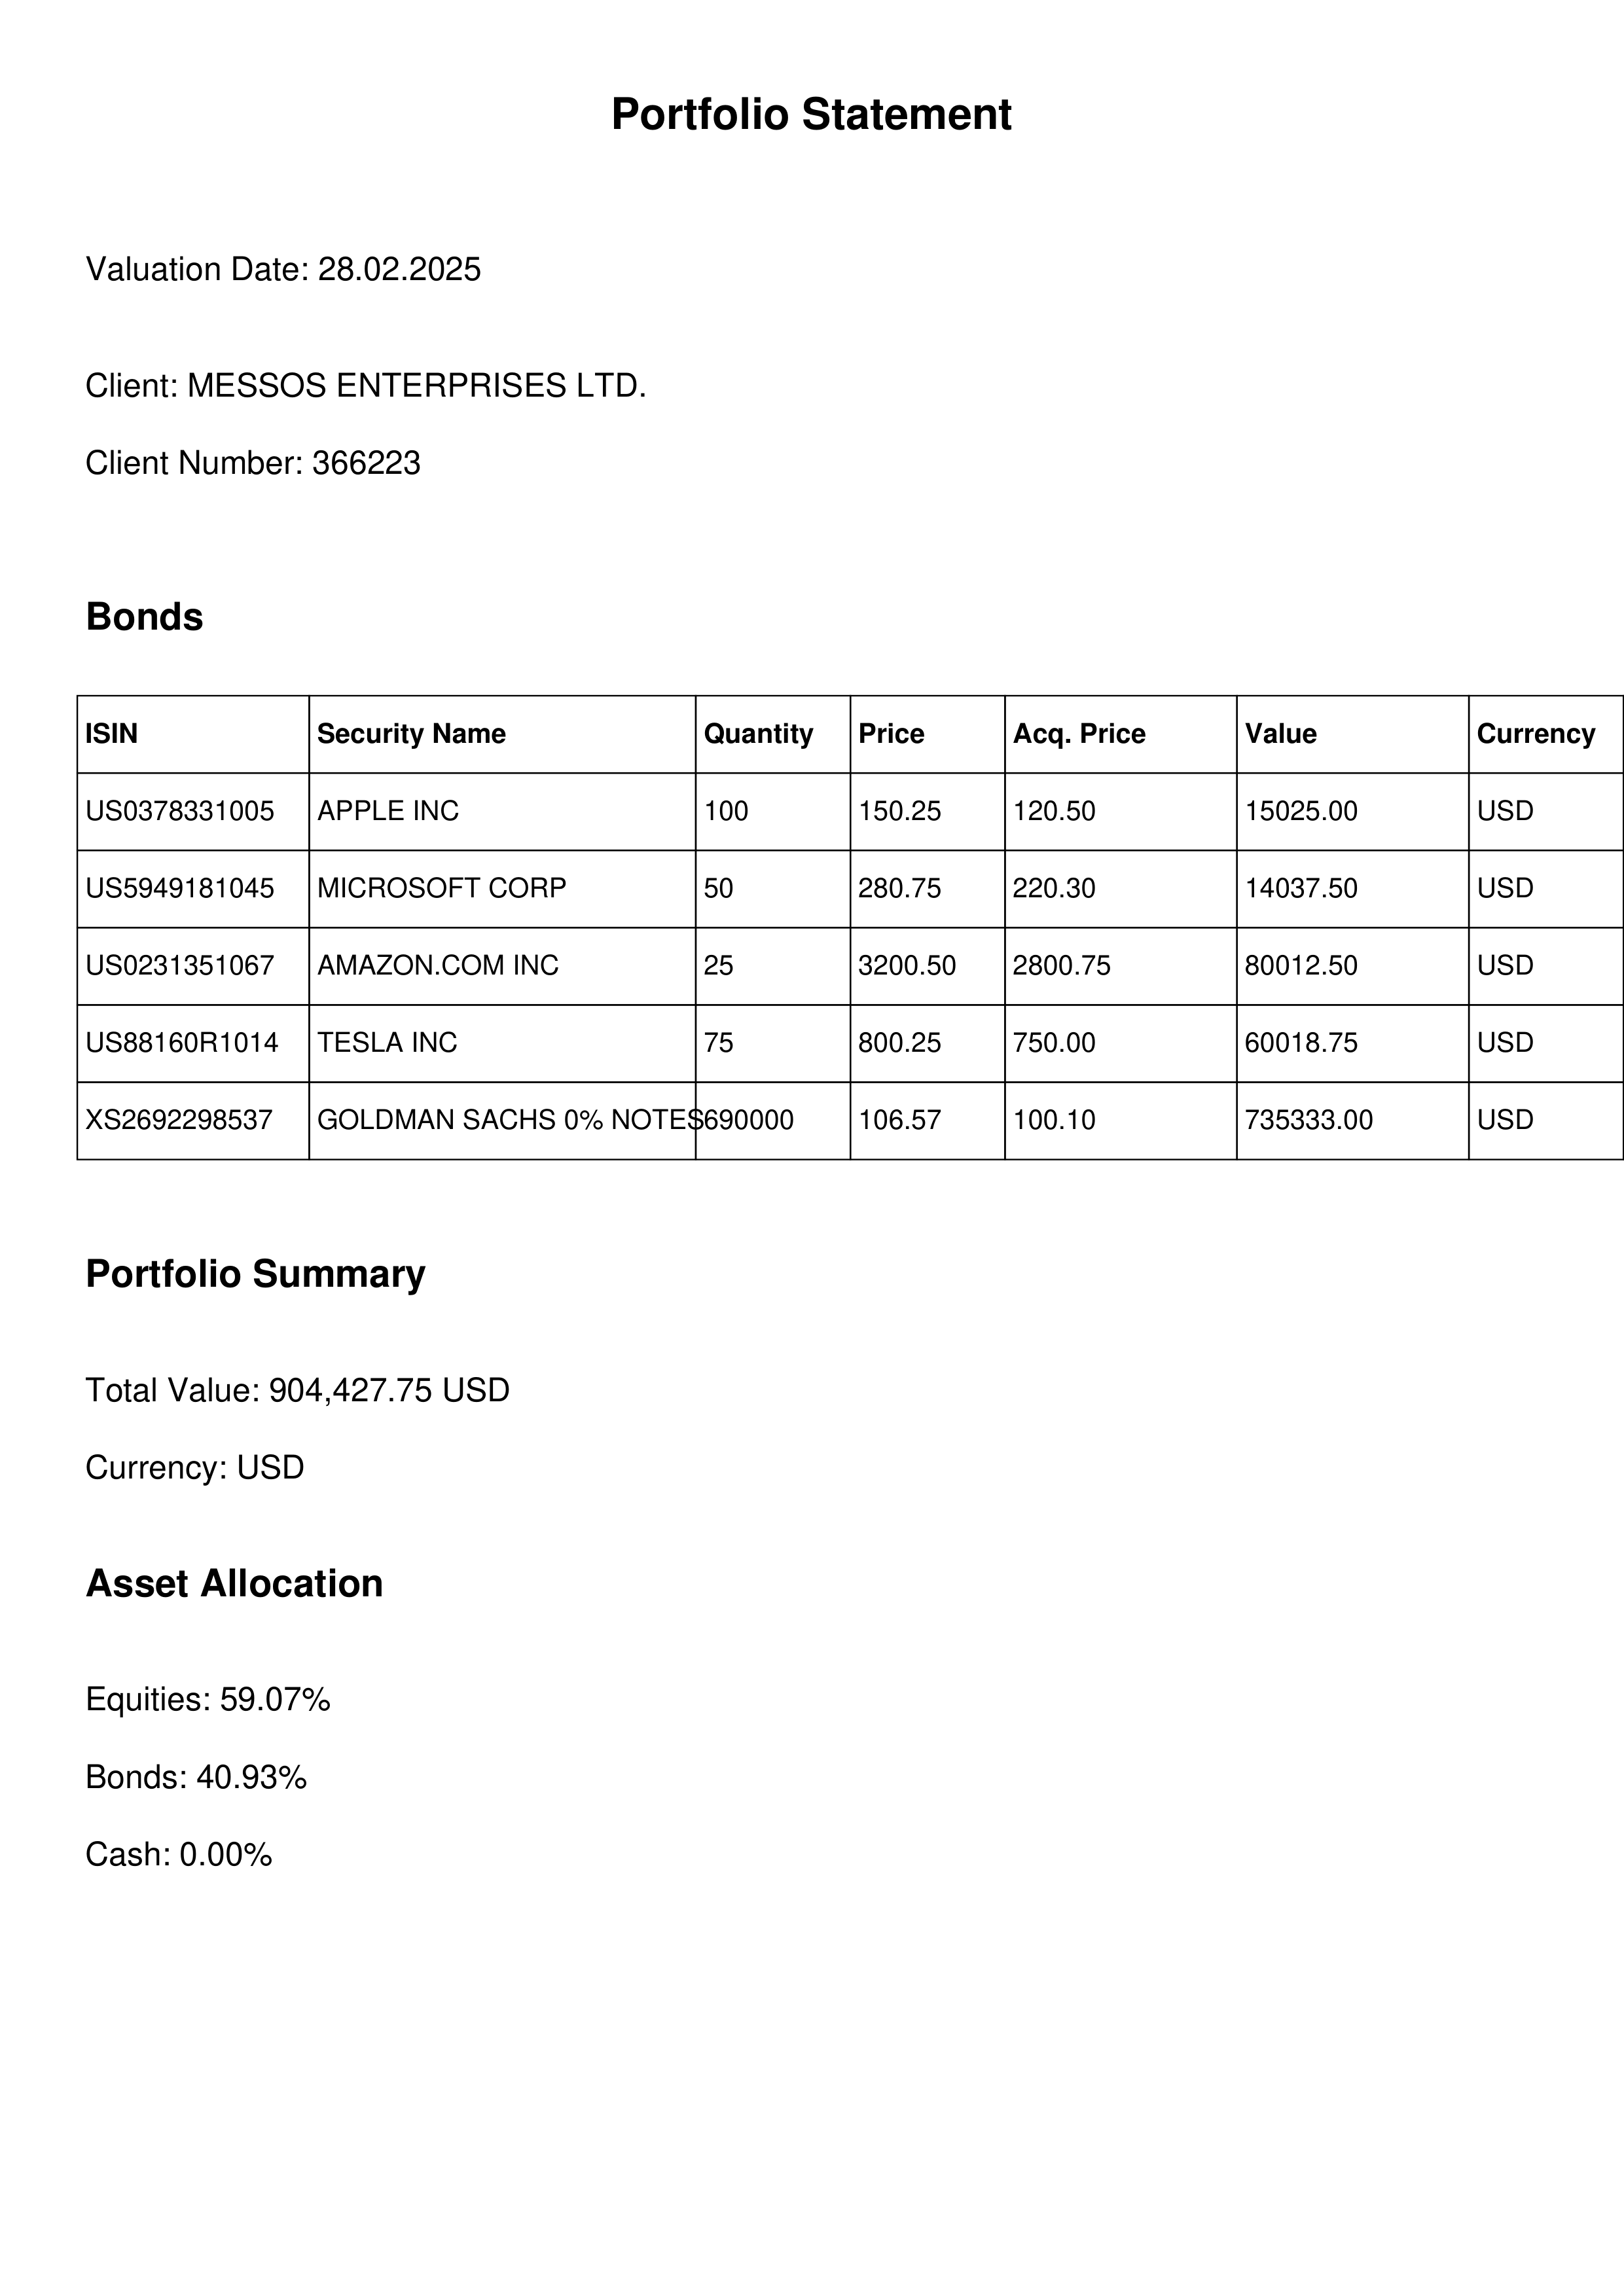 Portfolio Statement
Valuation Date: 28.02.2025
Client: MESSOS ENTERPRISES LTD.
Client Number: 366223
Bonds
ISIN Security Name Quantity Price Acq. Price Value Currency
US0378331005 APPLE INC 100 150.25 120.50 15025.00 USD
US5949181045 MICROSOFT CORP 50 280.75 220.30 14037.50 USD
US0231351067 AMAZON.COM INC 25 3200.50 2800.75 80012.50 USD
US88160R1014 TESLA INC 75 800.25 750.00 60018.75 USD
XS2692298537 GOLDMAN SACHS 0% NOTES 690000 106.57 100.10 735333.00 USD
Portfolio Summary
Total Value: 904,427.75 USD
Currency: USD
Asset Allocation
Equities: 59.07%
Bonds: 40.93%
Cash: 0.00%